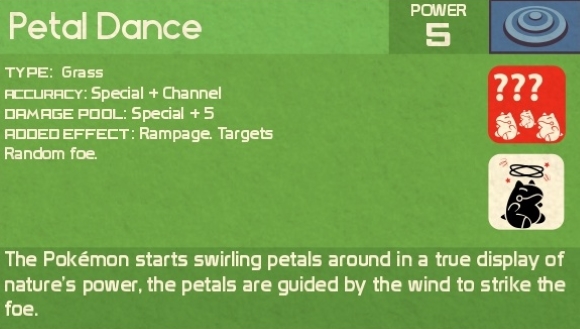 Petal Dance
POWER
5
TYPE: Grass
ACCURACY: Special + Channel
DAMAGE POOL: Special + 5
ADDED EFFECT: Rampage. Targets
Random foe.
???
The Pokémon starts swirling petals around in a true display of
nature's power, the petals are guided by the wind to strike the
foe.